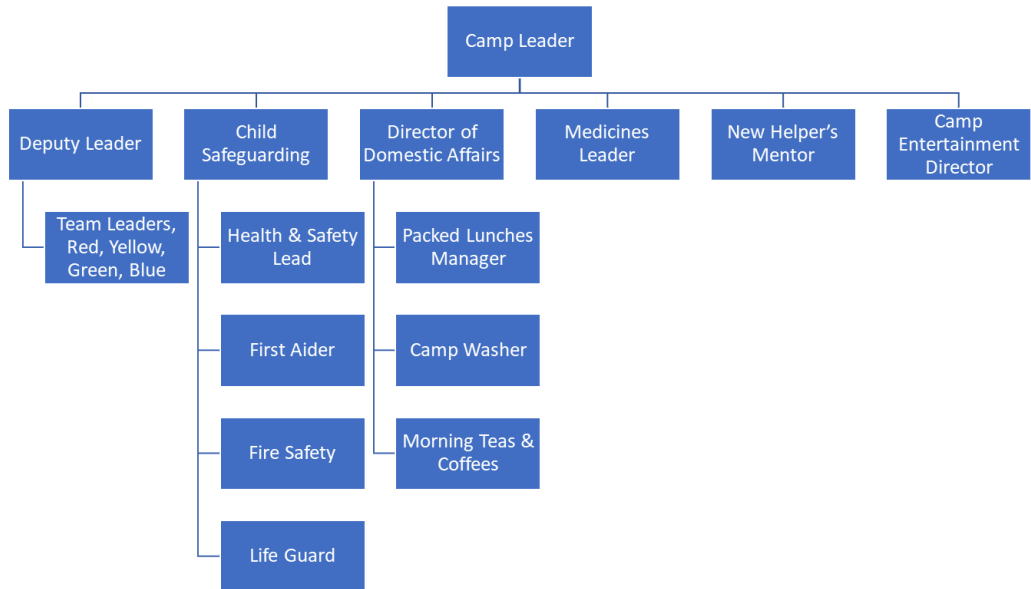 Camp Leader
Deputy Leader
Child
Safeguarding
Director of
Domestic Affairs
Medicines
Leader
New Helper’s
Mentor
Camp
Entertainment
Director
Team Leaders,
Red, Yellow,
Green, Blue
Health & Safety
Lead
Packed Lunches
Manager
First Aider
Camp Washer
Fire Safety
Morning Teas &
Coffees
Life Guard